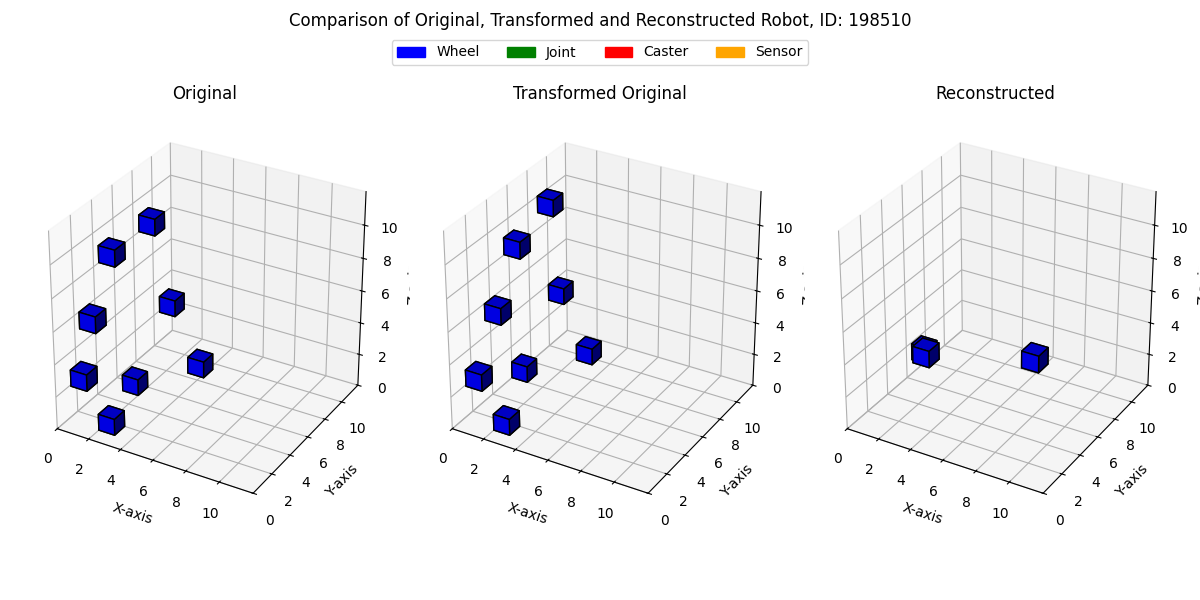 Comparison of Original, Transformed and Reconstructed Robot, ID: 198510
Wheel Joint Caster Sensor
Original Transformed Original Reconstructed
10 10 10
8 8 8
6 6 6
4 4 4
2 2 2
0 0 0
0 2 4 6 8 10 0 2 4 6 8 10 0 2 4 6 8 10
0 2 4 6 8 10 0 2 4 6 8 10 0 2 4 6 8 10
X-axis Y-axis X-axis Y-axis X-axis Y-axis